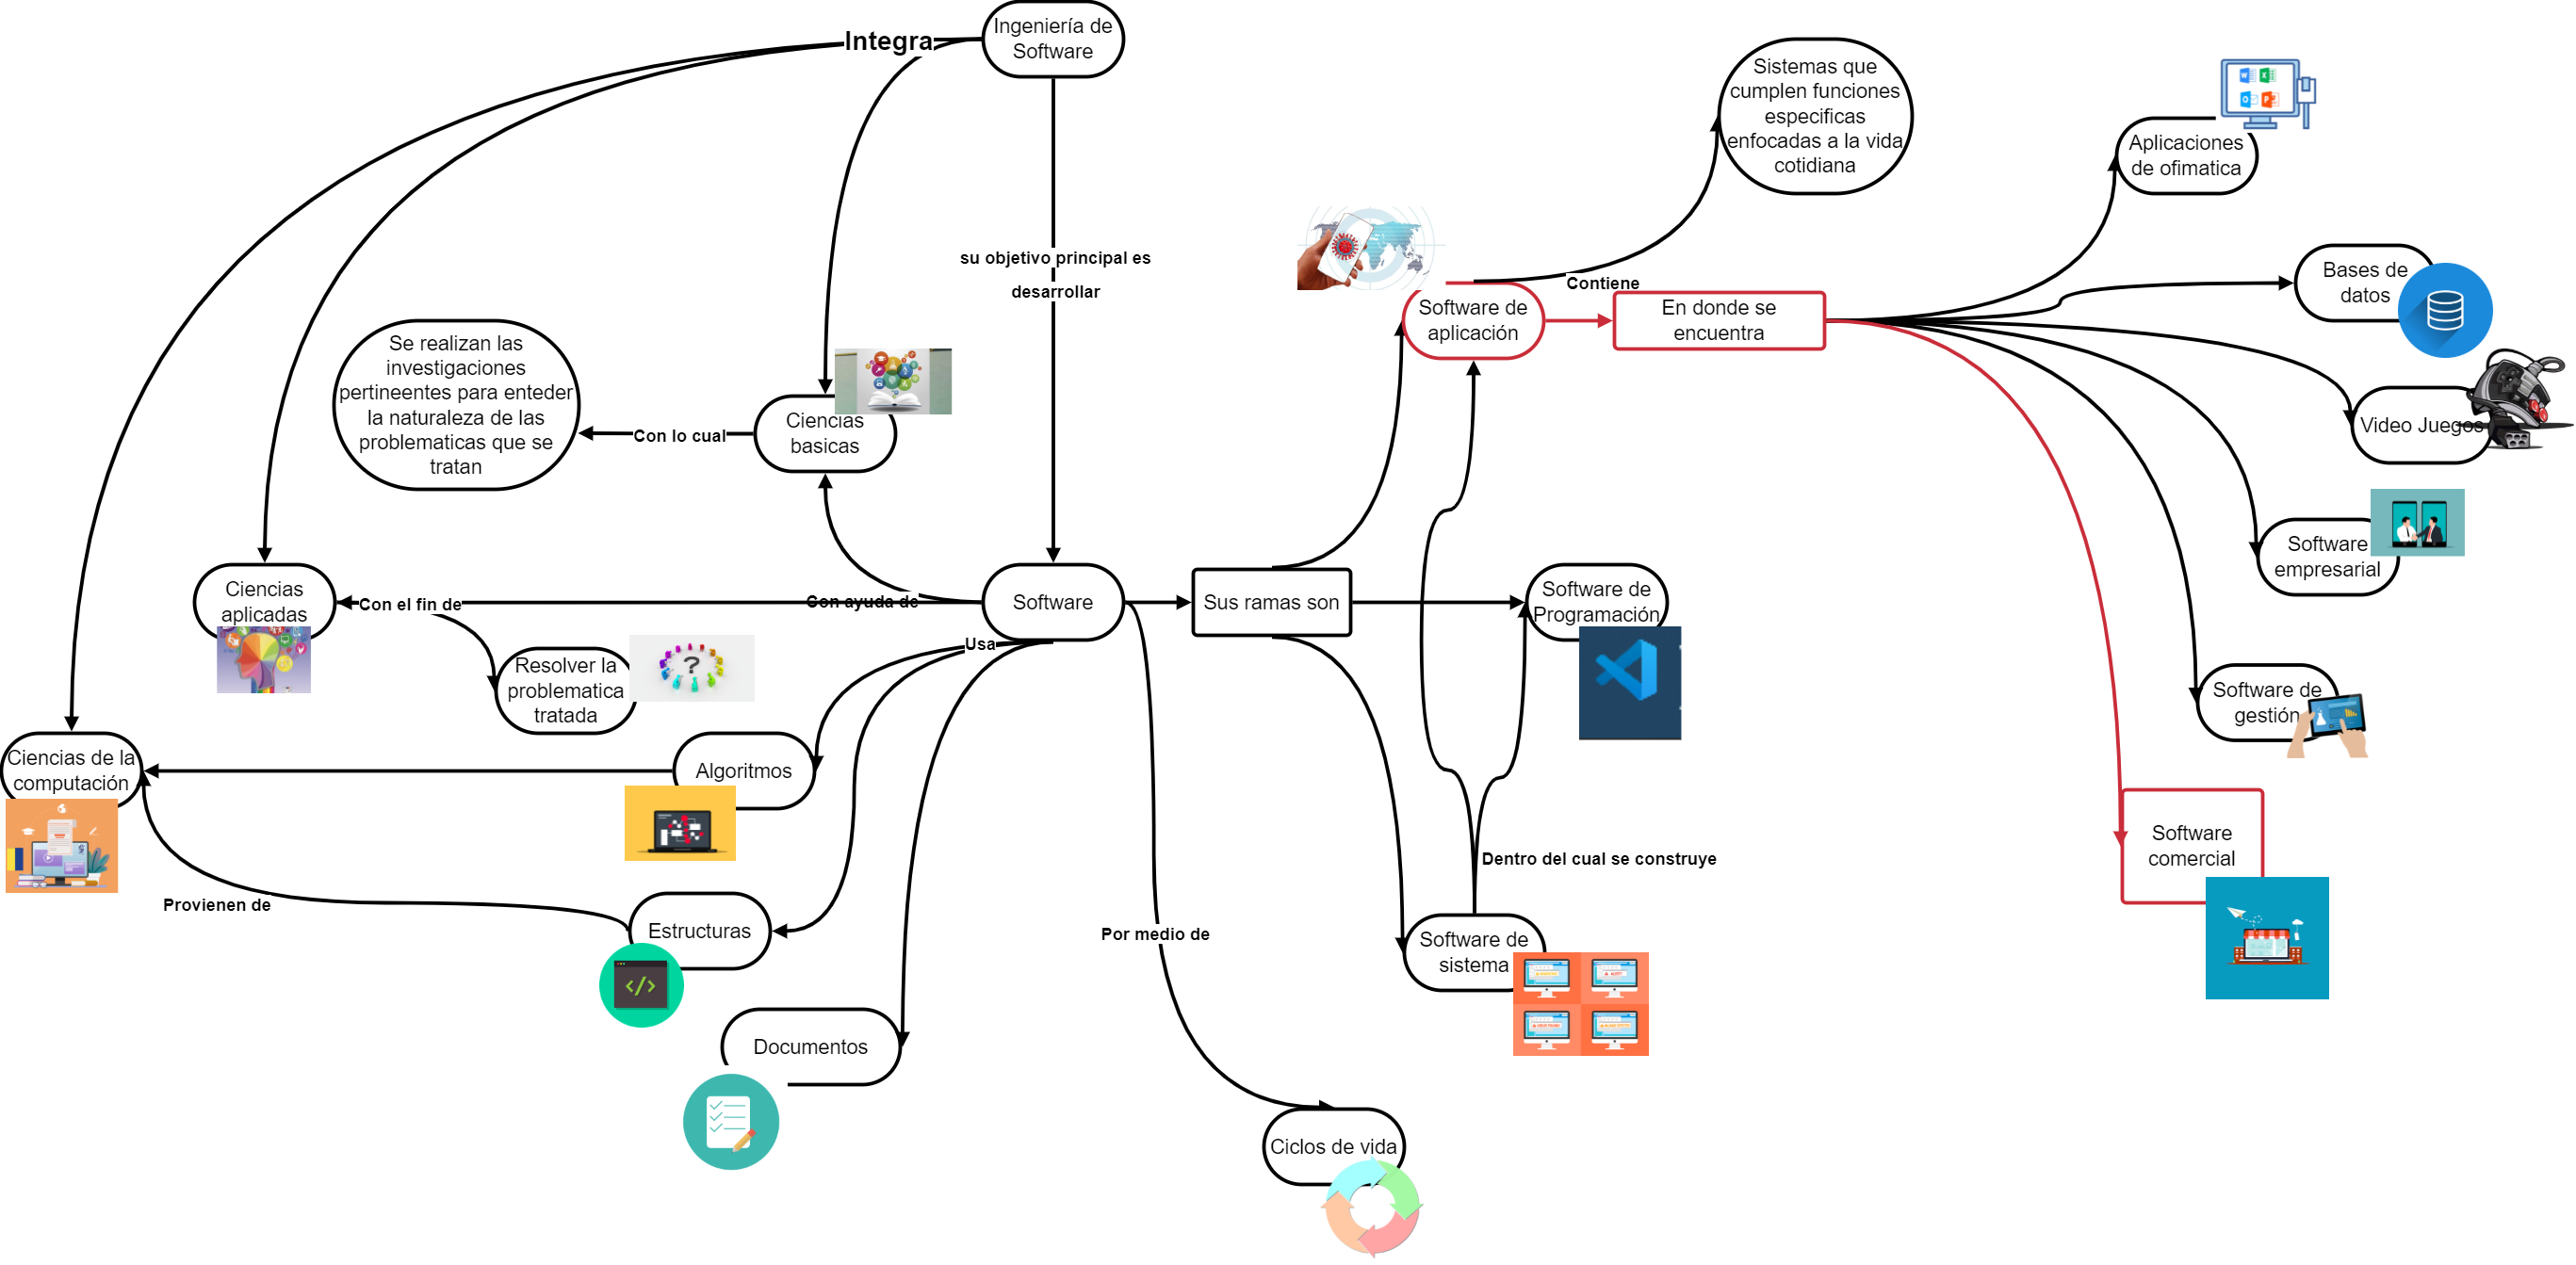 Ingeniería de
Software
Integra
su objetivo principal es
desarrollar
Sistemas que
cumplen funciones
especificas
enfocadas a la vida
cotidiana
Aplicaciones
de ofimatica
Bases de
datos
Contiene
Software de
aplicación
En donde se
encuentra
Se realizan las
investigaciones
pertineentes para enteder
la naturaleza de las
problematicas que se
tratan
Con lo cual
Ciencias
basicas
Video Juegos
Software
empresarial
Ciencias
aplicadas
Con el fin de
Con ayuda de
Software
Sus ramas son
Software de
Programación
Usa
Resolver la
problematica
tratada
?
Software de
gestión
Ciencias de la
computación
Algoritmos
Software
comercial
Dentro del cual se construye
Provienen de
Estructuras
</>
Por medio de
Software de
sistema
Documentos
Ciclos de vida